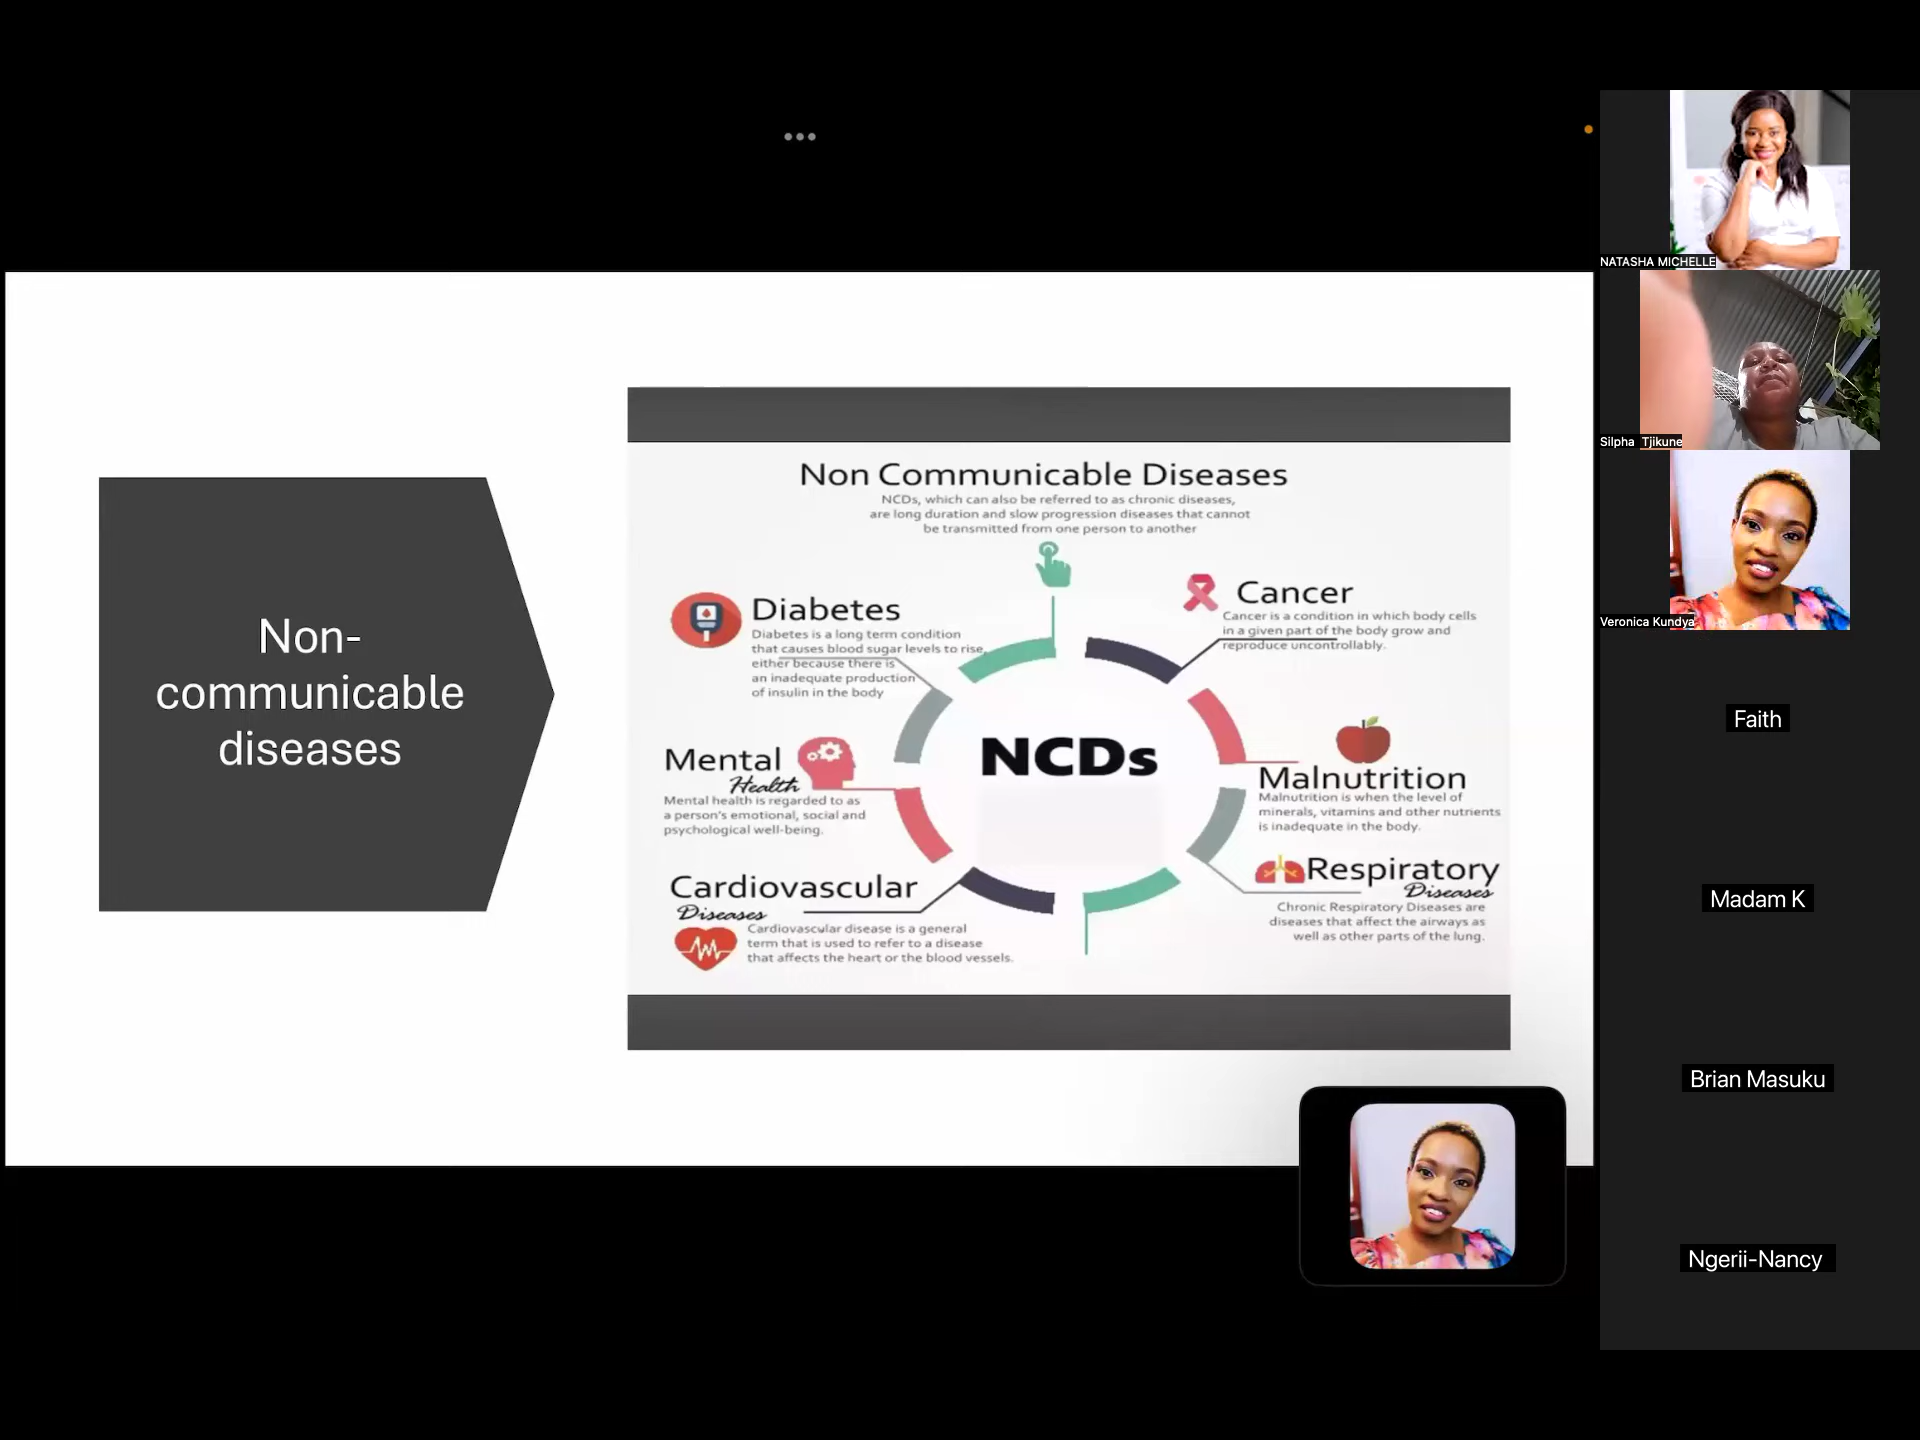 Non-
communicable
diseases
Non Communicable Diseases
NCDs, which can also be referred to as chronic diseases,
are long duration and slow progression diseases that cannot
be transmitted from one person to another
Diabetes
Diabetes is a long term condition
that causes blood sugar levels to rise,
either because there is
an inadequate production
of insulin in the body
Cancer
Cancer is a condition in which body cells
in a given part of the body grow and
reproduce uncontrollably.
NCDs
Mental
Health
Mental health is regarded to as
a person's emotional, social and
psychological well-being.
Malnutrition
Malnutrition is when the level of
minerals, vitamins and other nutrients
is inadequate in the body.
Cardiovascular
Diseases
Cardiovascular disease is a general
term that is used to refer to a disease
that affects the heart or the blood vessels.
Respiratory
Diseases
Chronic Respiratory Diseases are
diseases that affect the airways as
well as other parts of the lung.
NATASHA MICHELLE
Silpha Tjikune
Veronica Kundya
Faith
Madam K
Brian Masuku
Ngerii-Nancy